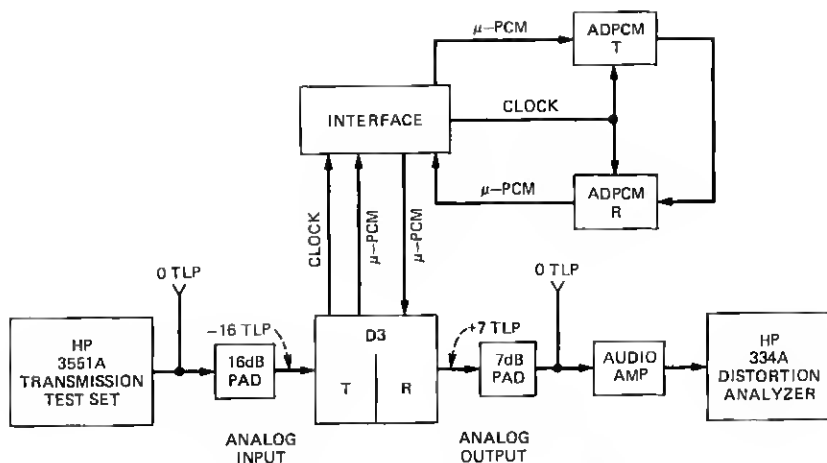 μ-PCM
ADPCM
T
INTERFACE
CLOCK
μ-PCM
ADPCM
R
CLOCK
μ-PCM
μ-PCM
0 TLP
0 TLP
-16 TLP
+7 TLP
HP
3551A
TRANSMISSION
TEST SET
16dB
PAD
D3
T
R
7dB
PAD
AUDIO
AMP
HP
334A
DISTORTION
ANALYZER
ANALOG
INPUT
ANALOG
OUTPUT